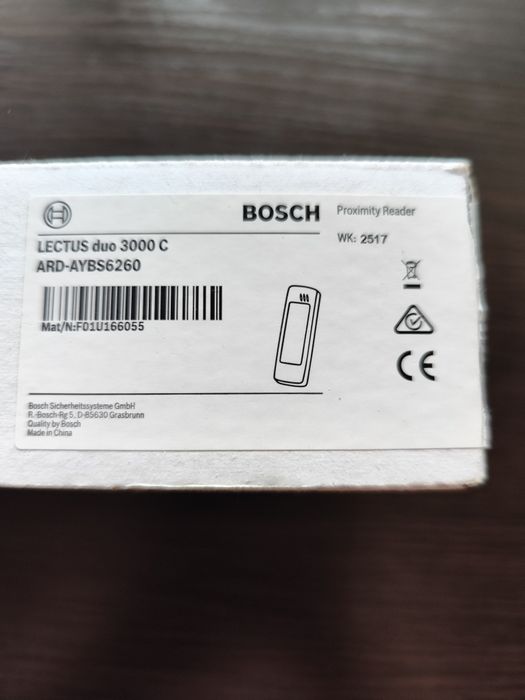 BOSCH
Proximity Reader
LECTUS duo 3000 C
WK: 2517
ARD-AYBS6260
Mat/N:F01U166055
Bosch Sicherheitssysteme GmbH
R.-Bosch-Rg 5, D-85630 Grasbrunn
Quality by Bosch
Made in China
CE